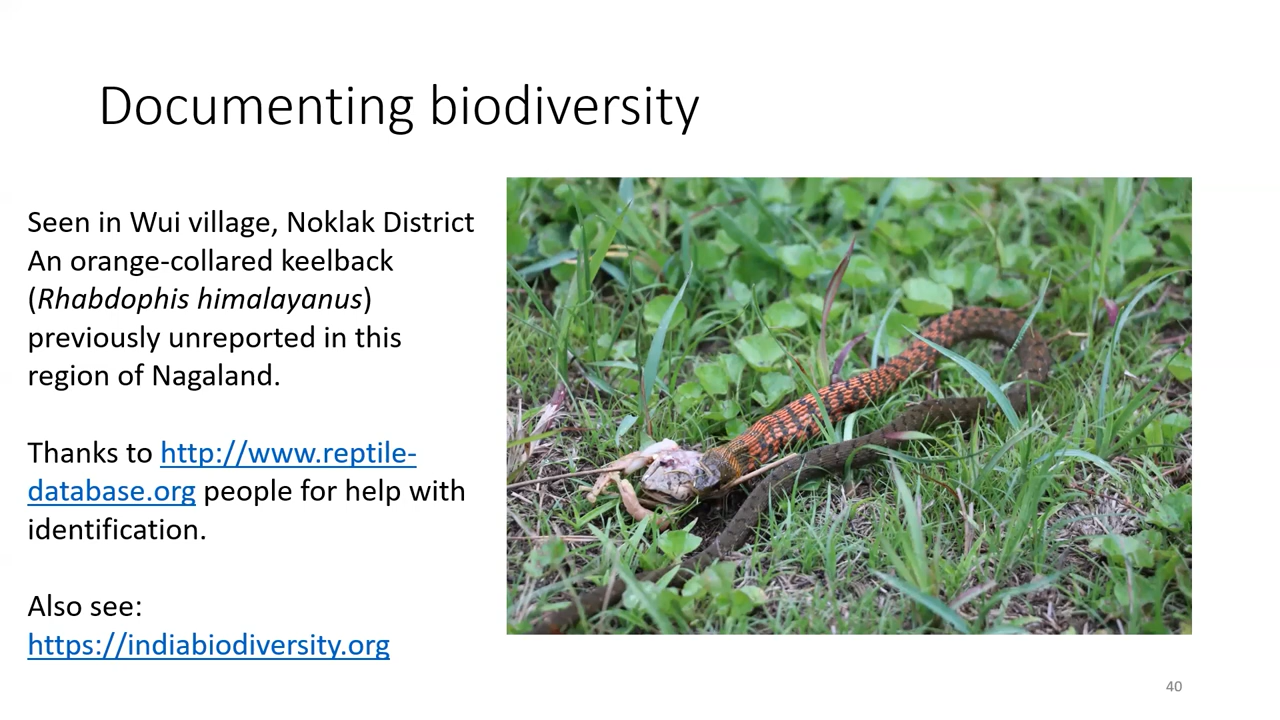 Documenting biodiversity
Seen in Wui village, Noklak District
An orange-collared keelback
(Rhabdophis himalayanus)
previously unreported in this
region of Nagaland.
Thanks to http://www.reptile-
database.org people for help with
identification.
Also see:
https://indiabiodiversity.org
40